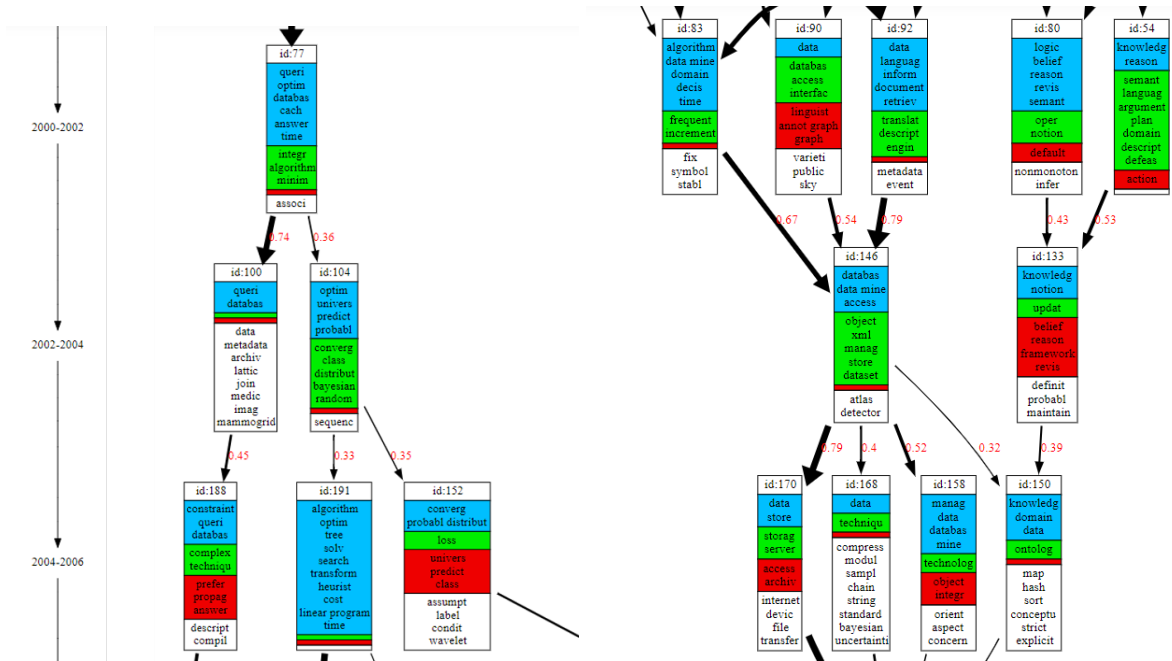 2000-2002
2002-2004
2004-2006
id:77
queri
optim
databas
cach
answer
time
integr
algorithm
minim
associ
0.74
0.36
id:100
queri
databas
data
metadata
archiv
lattic
join
medic
imag
mammogrid
id:104
optim
univers
predict
probabl
converg
class
distribut
bayesian
random
sequenc
0.45
0.33
0.35
id:188
constraint
queri
databas
complex
techniqu
prefer
propag
answer
descript
compil
id:191
algorithm
optim
tree
solv
search
transform
heurist
cost
linear program
time
id:152
converg
probabl distribut
loss
univers
predict
class
assumpt
label
condit
wavelet
id:83
algorithm
data mine
domain
decis
time
frequent
increment
fix
symbol
stabl
id:90
data
databas
access
interfac
linguist
annot graph
graph
varieti
public
sky
id:92
data
languag
inform
document
retriev
translat
descript
engin
metadata
event
id:80
logic
belief
reason
revis
semant
oper
notion
default
nonmonoton
infer
id:54
knowledg
reason
semant
languag
argument
plan
domain
descript
defeas
action
0.67
0.54
0.79
0.43
0.53
id:146
databas
data mine
access
object
xml
manag
store
dataset
atlas
detector
id:133
knowledg
notion
updat
belief
reason
framework
revis
definit
probabl
maintain
0.79
0.4
0.52
0.32
0.39
id:170
data
store
storag
server
access
archiv
internet
devic
file
transfer
id:168
data
techniqu
compress
modul
sampl
chain
string
standard
bayesian
uncertainti
id:158
manag
data
databas
mine
technolog
object
integr
orient
aspect
concern
id:150
knowledg
domain
data
ontolog
map
hash
sort
conceptu
strict
explicit